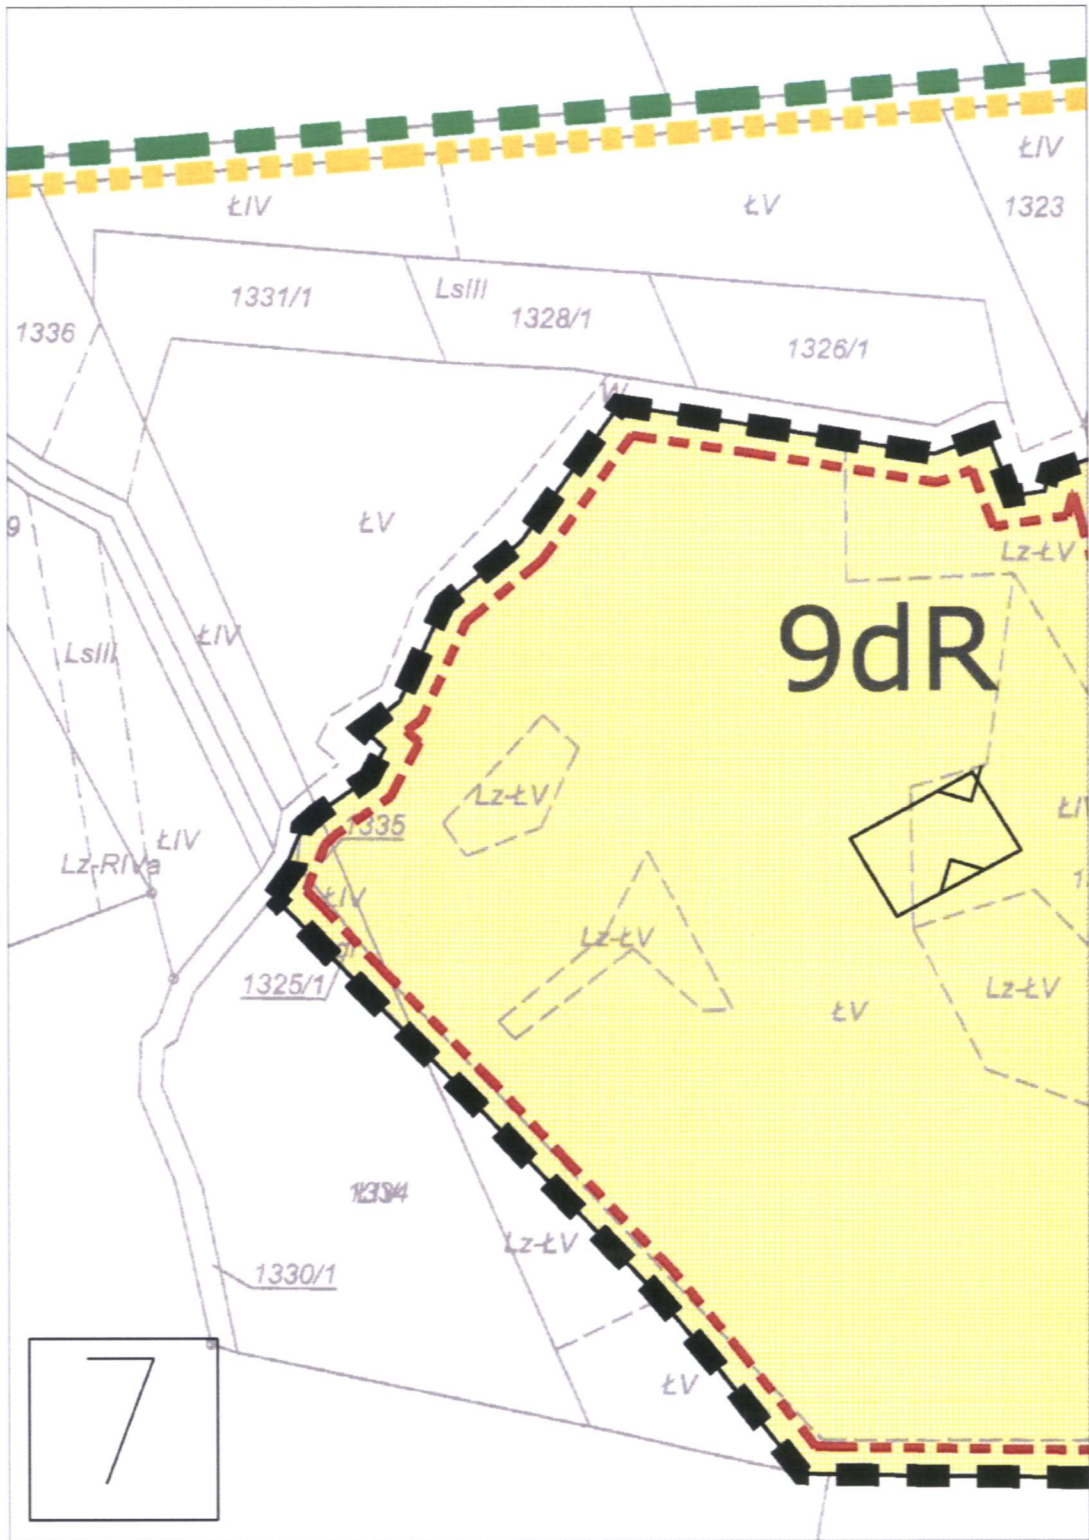 ŁIV
1323
ŁIV
ŁV
LsIII
1331/1
1328/1
1336
1326/1
W
9
ŁV
Lz-ŁV
9dR
ŁIV
LsIII
Lz-ŁV
1335
ŁIV
Lz-RIVa
ŁIV
Lz-ŁV
1325/1
Lz-ŁV
ŁV
Lz-ŁV
1330/1
ŁV
7